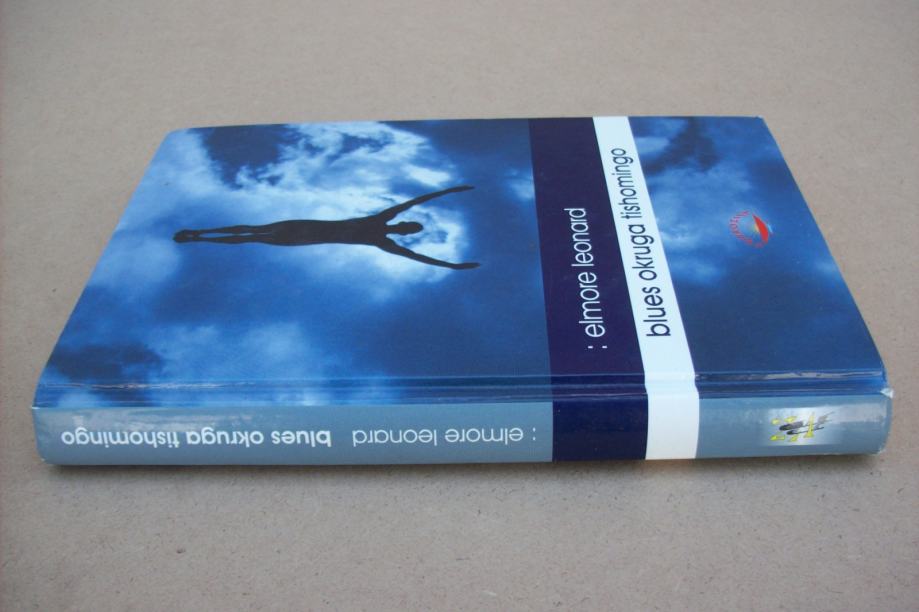 : elmore leonard
blues okruga tishomingo
: elmore leonard blues okruga tishomingo